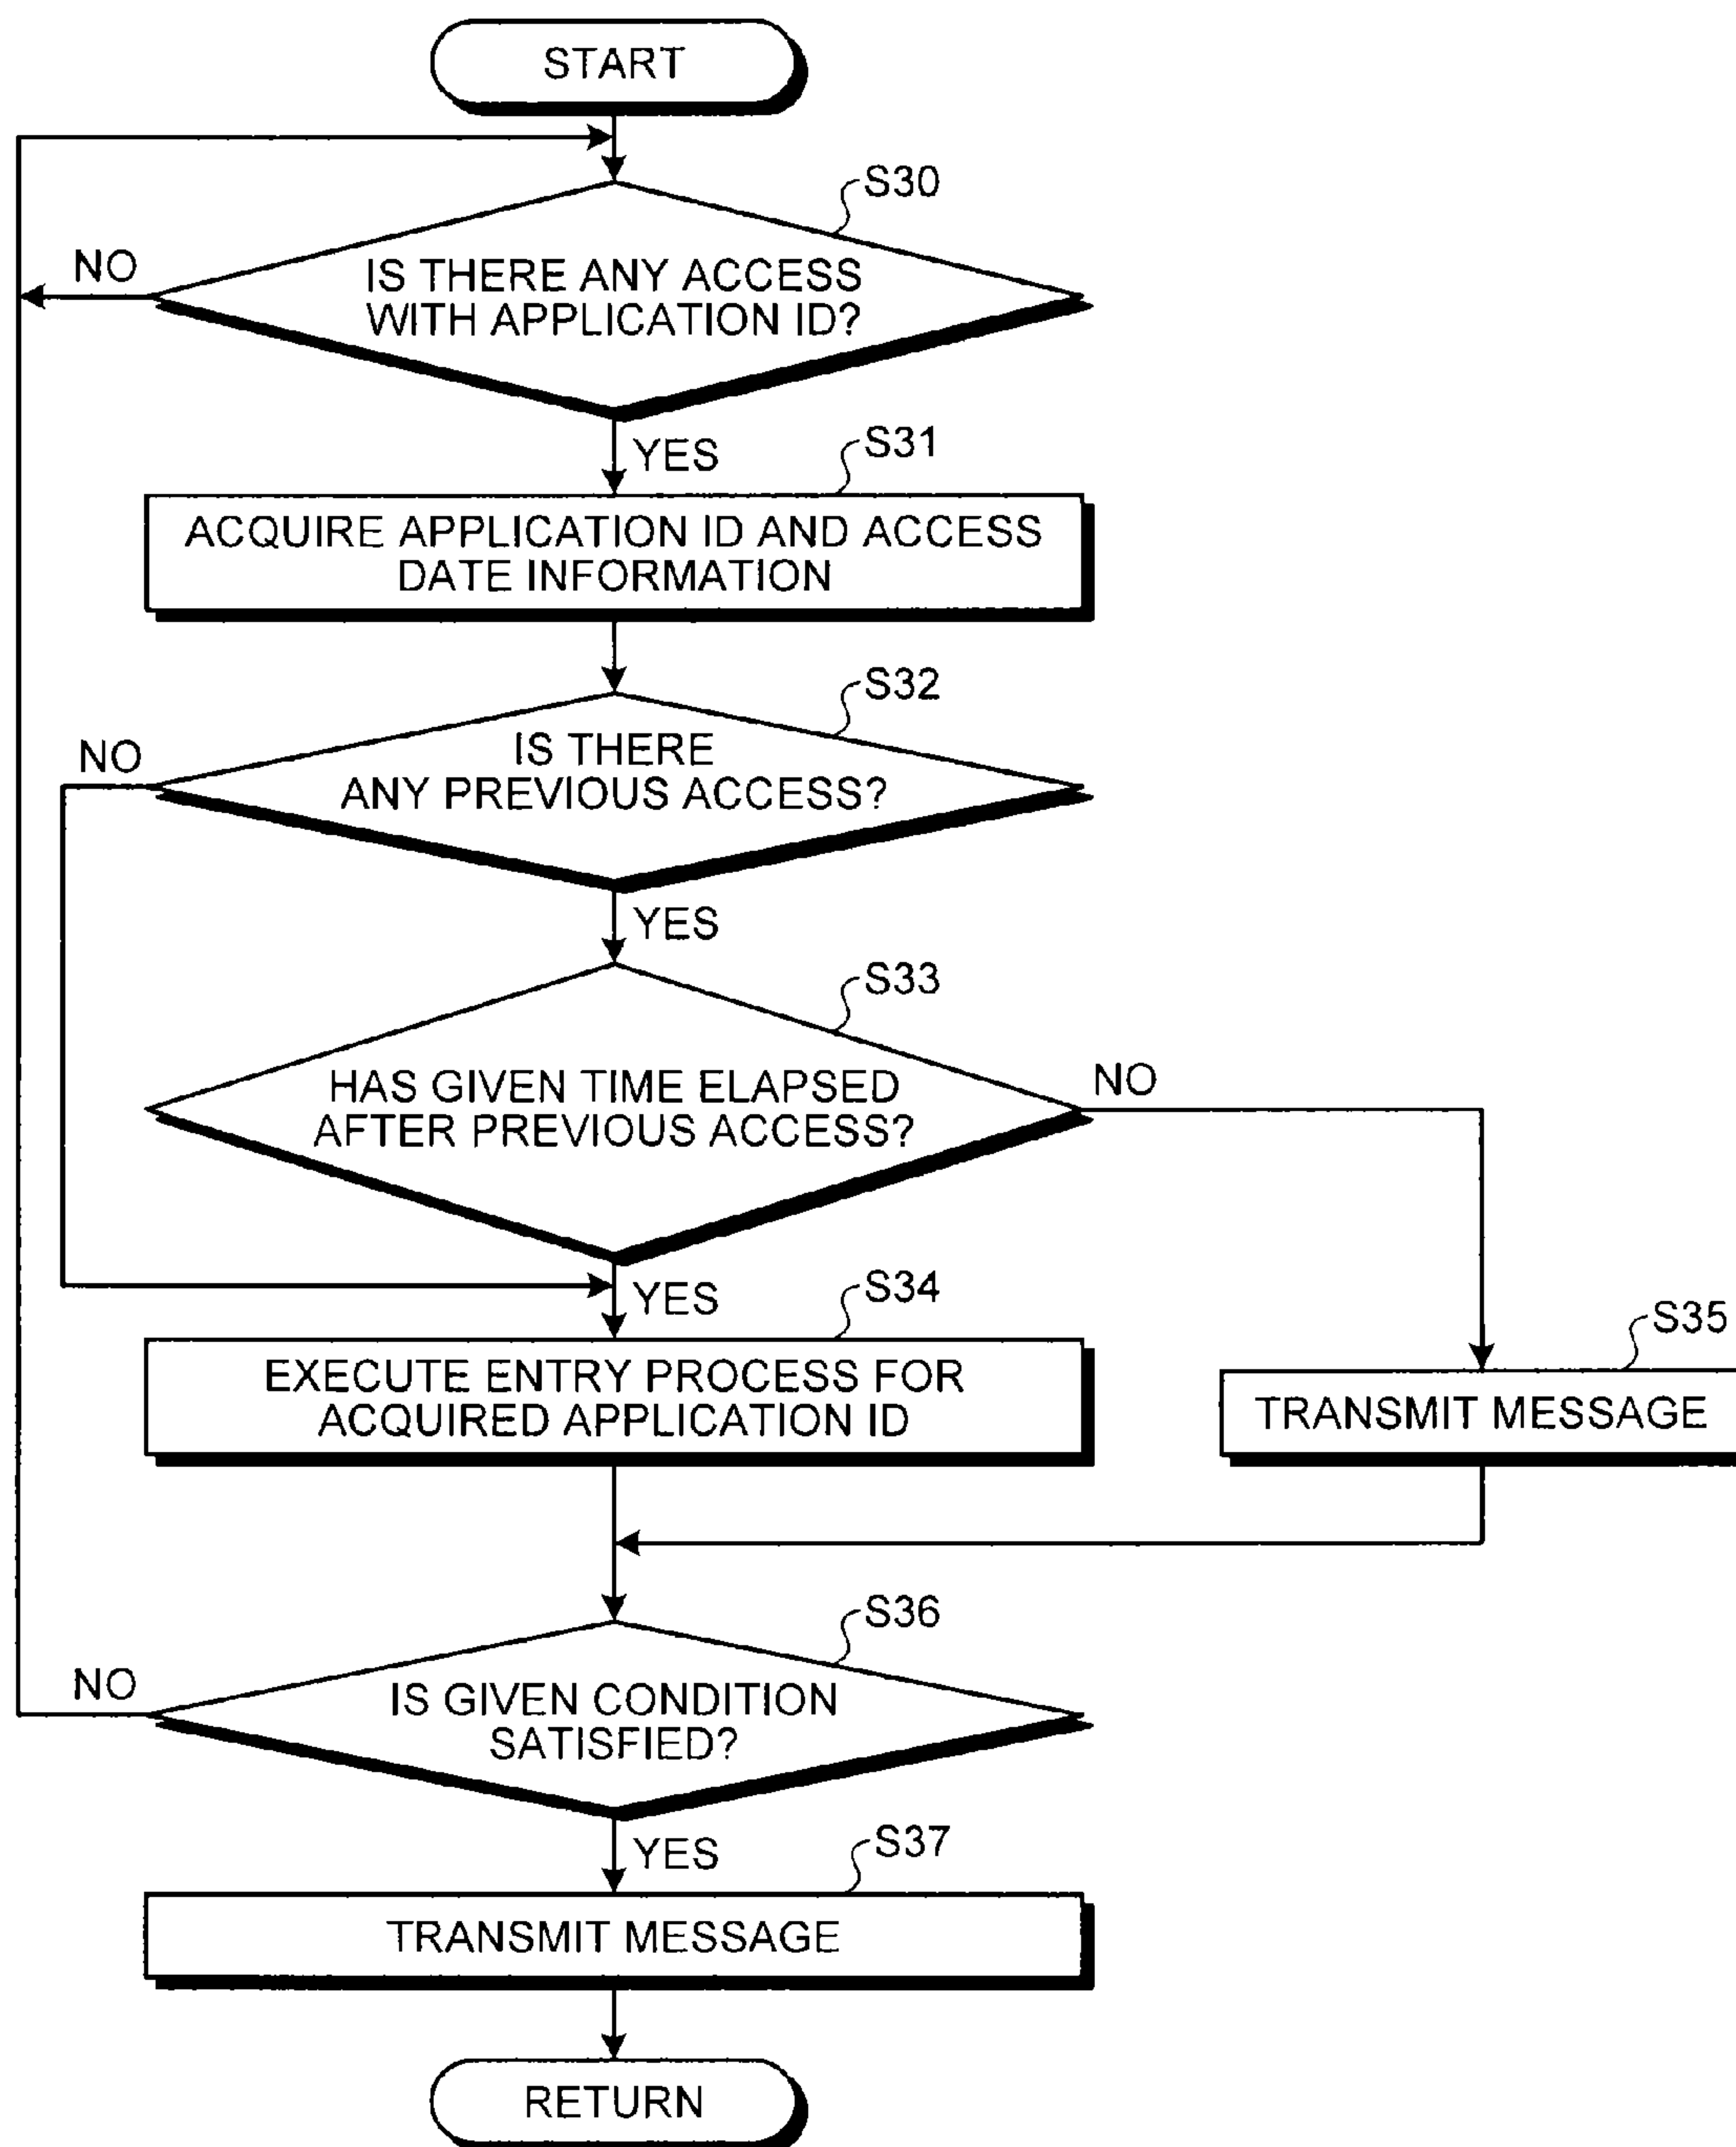 START
S30
NO
IS THERE ANY ACCESS
WITH APPLICATION ID?
YES
S31
ACQUIRE APPLICATION ID AND ACCESS
DATE INFORMATION
S32
NO
IS THERE
ANY PREVIOUS ACCESS?
YES
S33
HAS GIVEN TIME ELAPSED
AFTER PREVIOUS ACCESS?
NO
YES
S34
EXECUTE ENTRY PROCESS FOR
ACQUIRED APPLICATION ID
S35
TRANSMIT MESSAGE
S36
NO
IS GIVEN CONDITION
SATISFIED?
YES
S37
TRANSMIT MESSAGE
RETURN